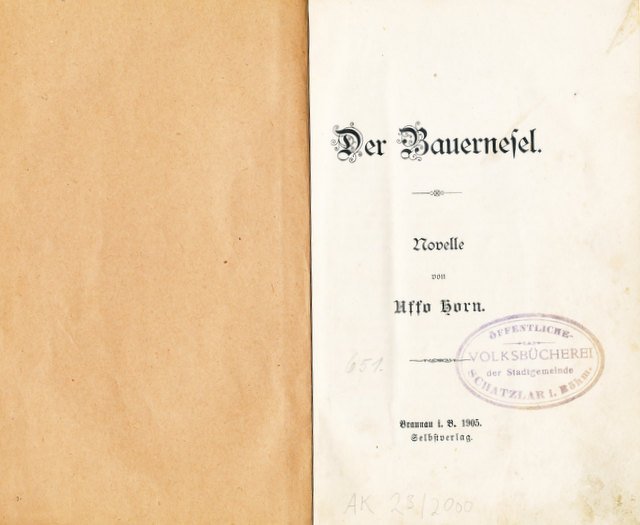 Der Bauernesel.
Novelle
von
Uffo Horn.
651.
ÖFFENTLICHE-
VOLKSBÜCHEREI
der Stadtgemeinde
SCHATZLAR i. Böhm.
Braunau i. B. 1905.
Selbstverlag.
AK 23/2000